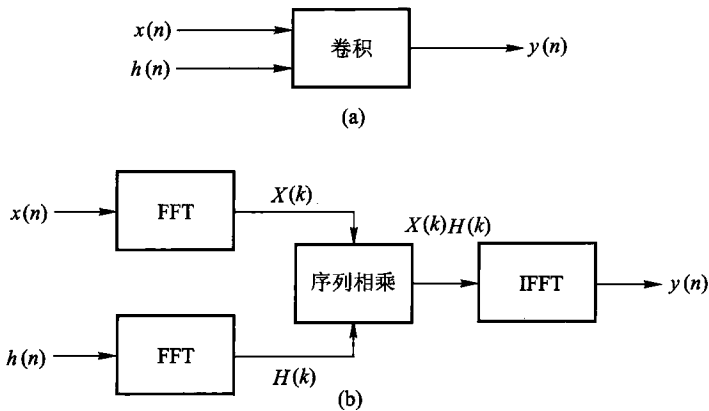 x(n)
h(n)
卷积
y(n)
(a)
x(n)
FFT
X(k)
X(k)H(k)
序列相乘
IFFT
y(n)
h(n)
FFT
H(k)
(b)